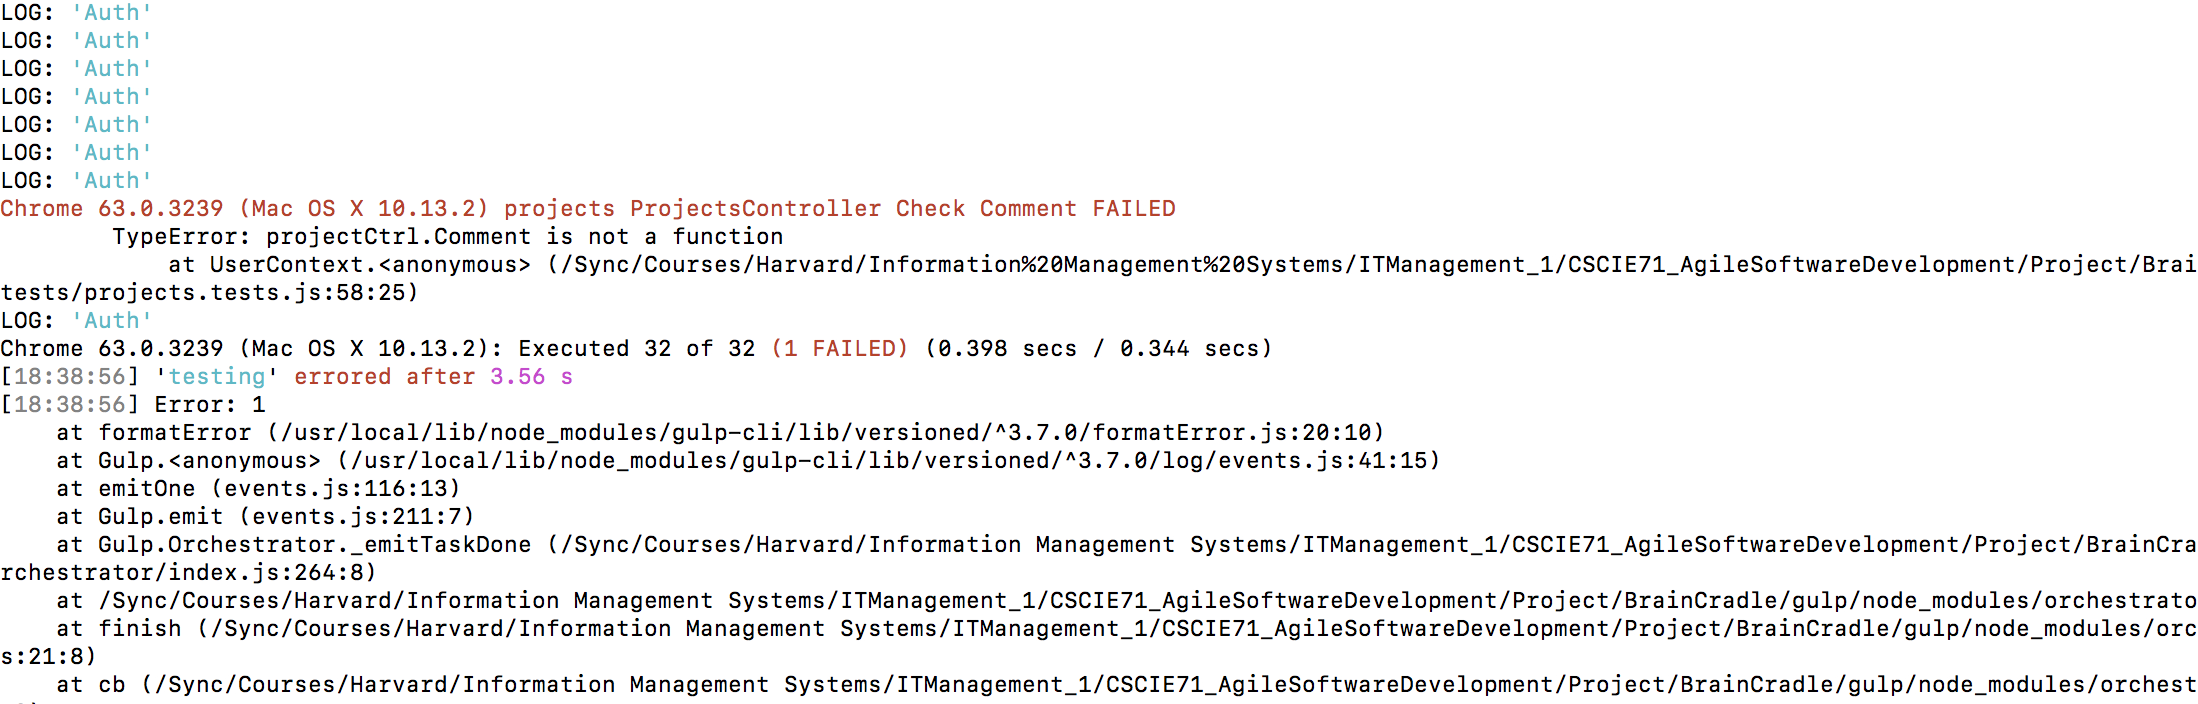 LOG: 'Auth'
LOG: 'Auth'
LOG: 'Auth'
LOG: 'Auth'
LOG: 'Auth'
LOG: 'Auth'
LOG: 'Auth'
Chrome 63.0.3239 (Mac OS X 10.13.2) projects ProjectsController Check Comment FAILED
TypeError: projectCtrl.Comment is not a function
at UserContext.<anonymous> (/Sync/Courses/Harvard/Information%20Management%20Systems/ITManagement_1/CSCIE71_AgileSoftwareDevelopment/Project/Brai
tests/projects.tests.js:58:25)
LOG: 'Auth'
Chrome 63.0.3239 (Mac OS X 10.13.2): Executed 32 of 32 (1 FAILED) (0.398 secs / 0.344 secs)
[18:38:56] 'testing' errored after 3.56 s
[18:38:56] Error: 1
at formatError (/usr/local/lib/node_modules/gulp-cli/lib/versioned/^3.7.0/formatError.js:20:10)
at Gulp.<anonymous> (/usr/local/lib/node_modules/gulp-cli/lib/versioned/^3.7.0/log/events.js:41:15)
at emitOne (events.js:116:13)
at Gulp.emit (events.js:211:7)
at Gulp.Orchestrator._emitTaskDone (/Sync/Courses/Harvard/Information Management Systems/ITManagement_1/CSCIE71_AgileSoftwareDevelopment/Project/BrainCra
rchestrator/index.js:264:8)
at /Sync/Courses/Harvard/Information Management Systems/ITManagement_1/CSCIE71_AgileSoftwareDevelopment/Project/BrainCradle/gulp/node_modules/orchestrato
at finish (/Sync/Courses/Harvard/Information Management Systems/ITManagement_1/CSCIE71_AgileSoftwareDevelopment/Project/BrainCradle/gulp/node_modules/orc
s:21:8)
at cb (/Sync/Courses/Harvard/Information Management Systems/ITManagement_1/CSCIE71_AgileSoftwareDevelopment/Project/BrainCradle/gulp/node_modules/orchest